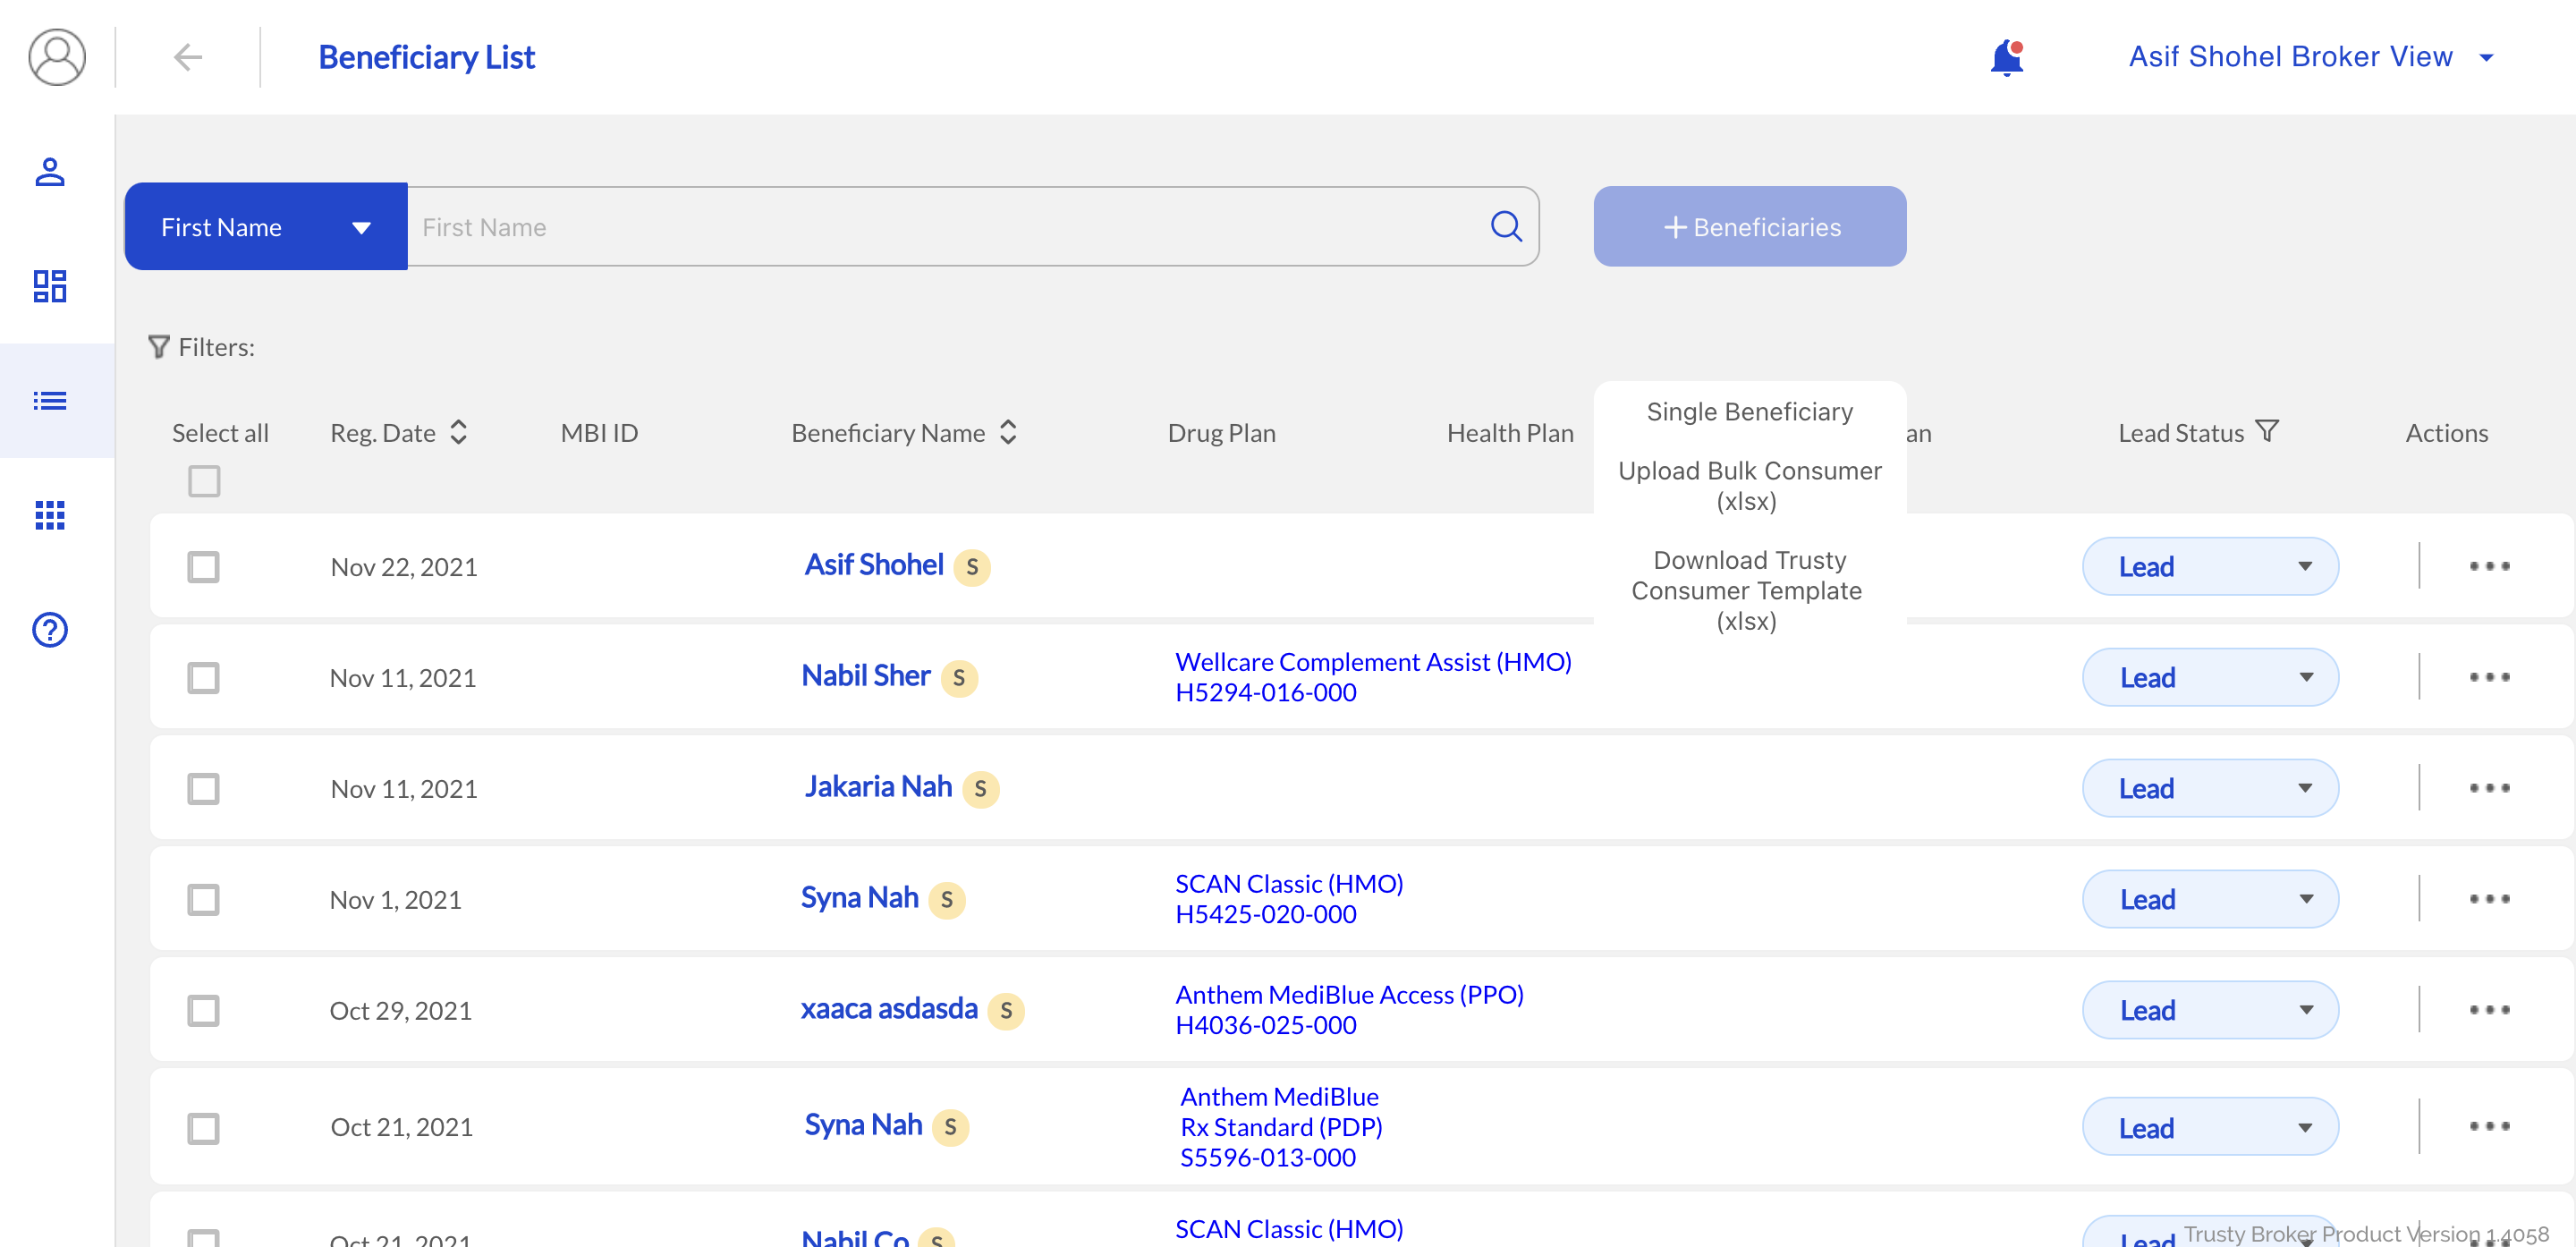 Beneficiary List
Asif Shohel Broker View
First Name
First Name
+ Beneficiaries
Filters:
Single Beneficiary
Upload Bulk Consumer
(xlsx)
Download Trusty
Consumer Template
(xlsx)
Select all
Reg. Date
MBI ID
Beneficiary Name
Drug Plan
Health Plan
an
Lead Status
Actions
Nov 22, 2021
Asif Shohel S
Lead
Nov 11, 2021
Nabil Sher S
Wellcare Complement Assist (HMO)
H5294-016-000
Lead
Nov 11, 2021
Jakaria Nah S
Lead
Nov 1, 2021
Syna Nah S
SCAN Classic (HMO)
H5425-020-000
Lead
Oct 29, 2021
xaaca asdasda S
Anthem MediBlue Access (PPO)
H4036-025-000
Lead
Oct 21, 2021
Syna Nah S
Anthem MediBlue
Rx Standard (PDP)
S5596-013-000
Lead
Oct 21, 2021
Nabil Co S
SCAN Classic (HMO)
Lead
Trusty Broker Product Version 1.4058